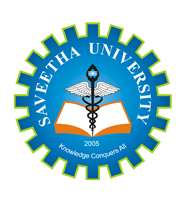 SAVEETHA UNIVERSITY
2005
Knowledge Conquers All